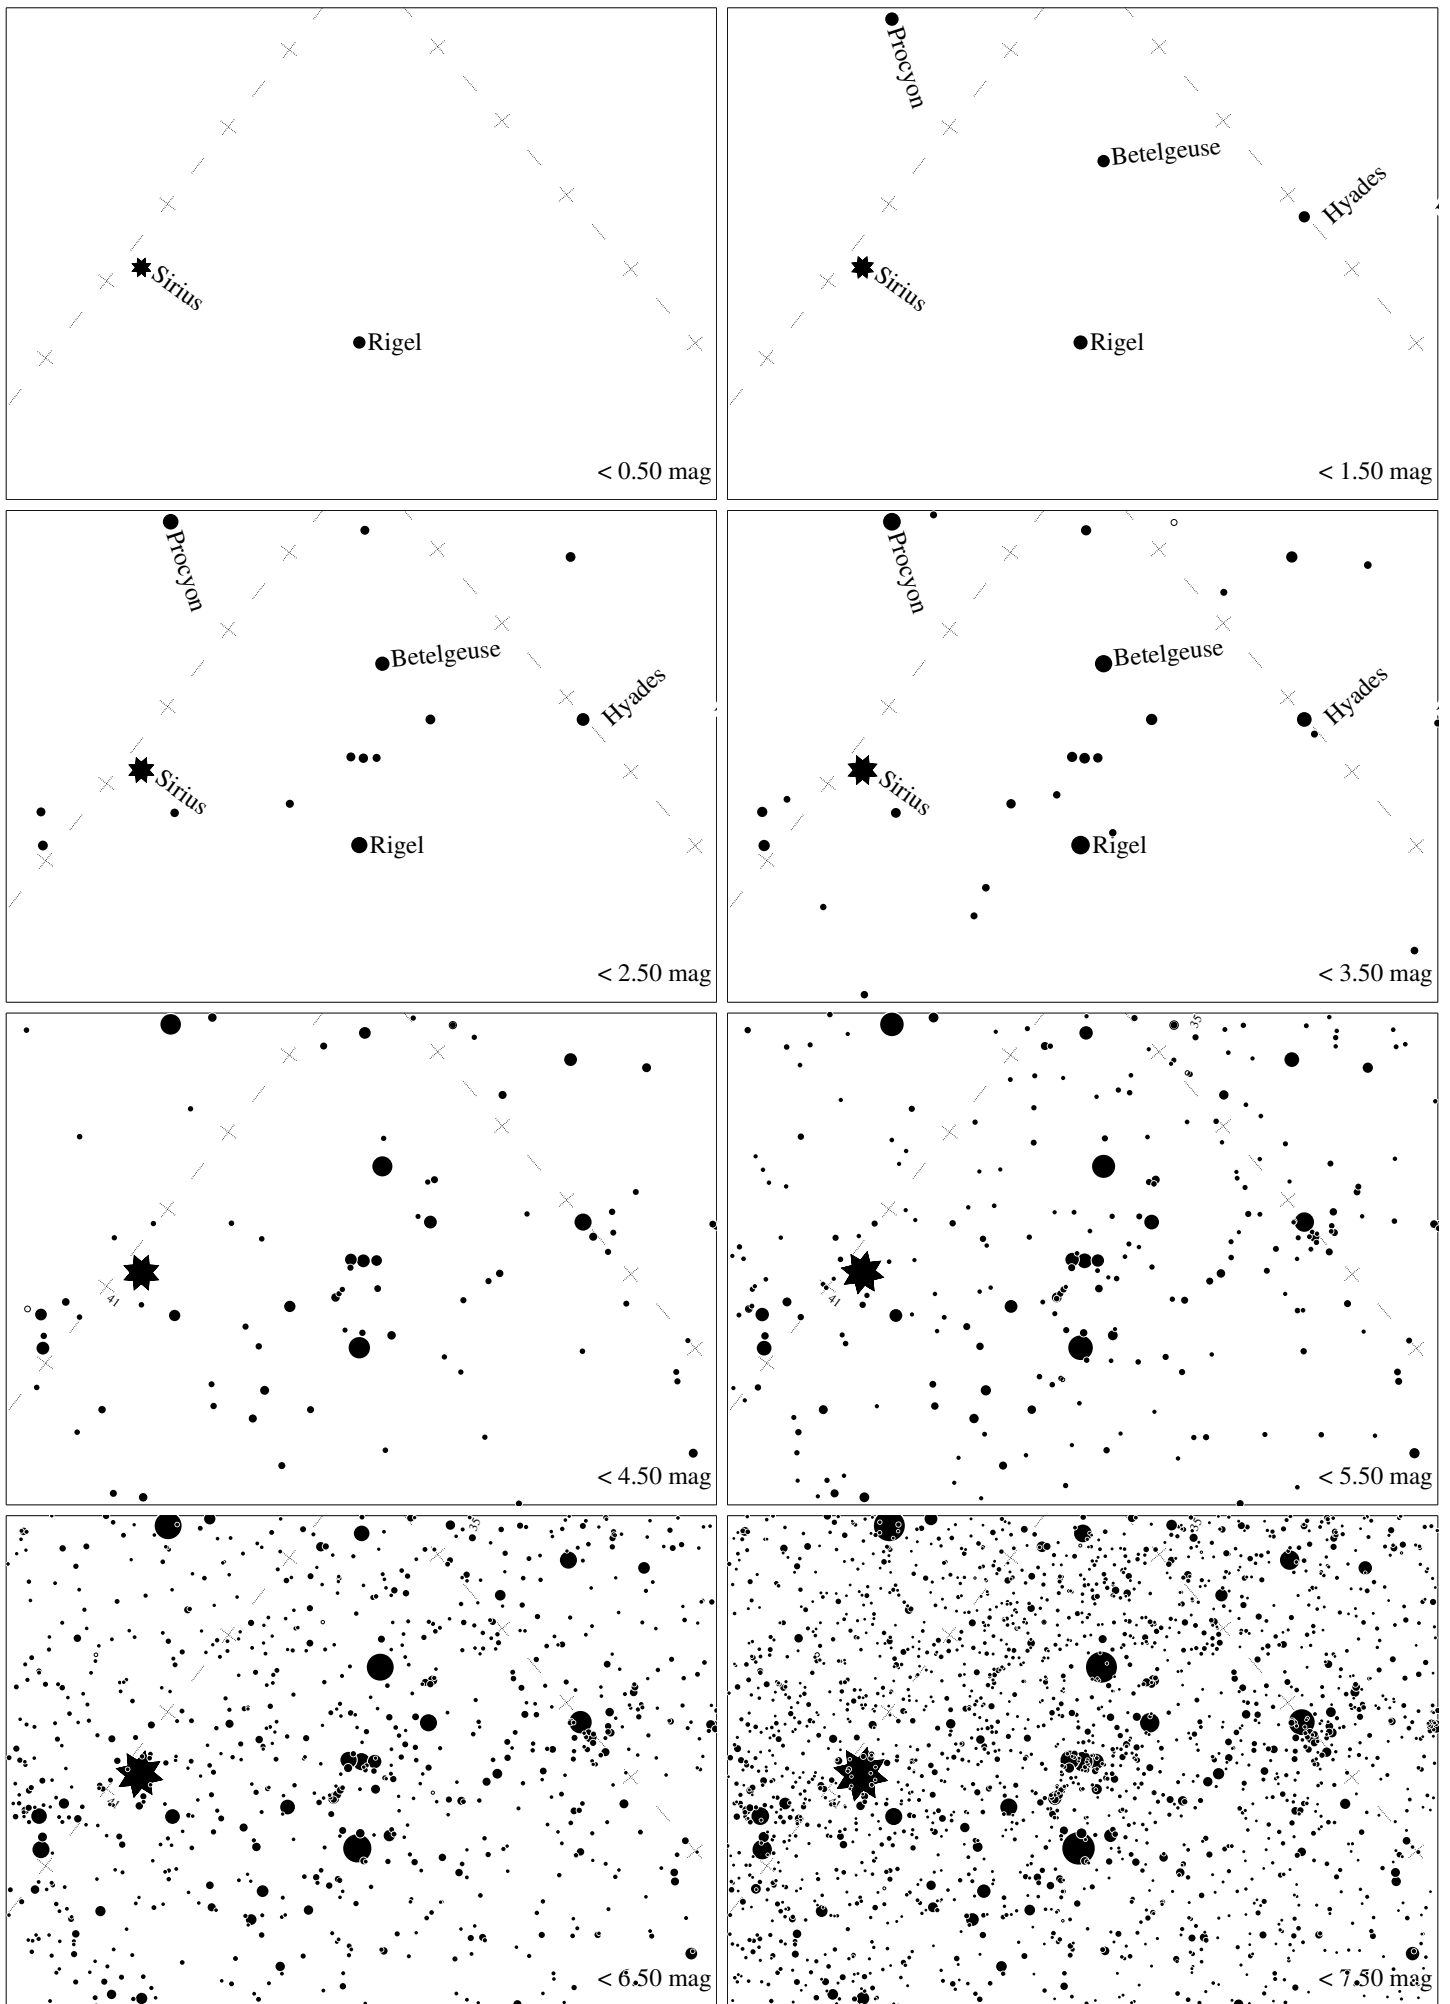 Sirius
Rigel
< 0.50 mag
Procyon
Betelgeuse
Hyades
Sirius
Rigel
< 1.50 mag
Procyon
Betelgeuse
Hyades
Sirius
Rigel
< 2.50 mag
Procyon
Betelgeuse
Hyades
Sirius
Rigel
< 3.50 mag
41
< 4.50 mag
35
41
< 5.50 mag
35
< 6.50 mag
35
< 7.50 mag